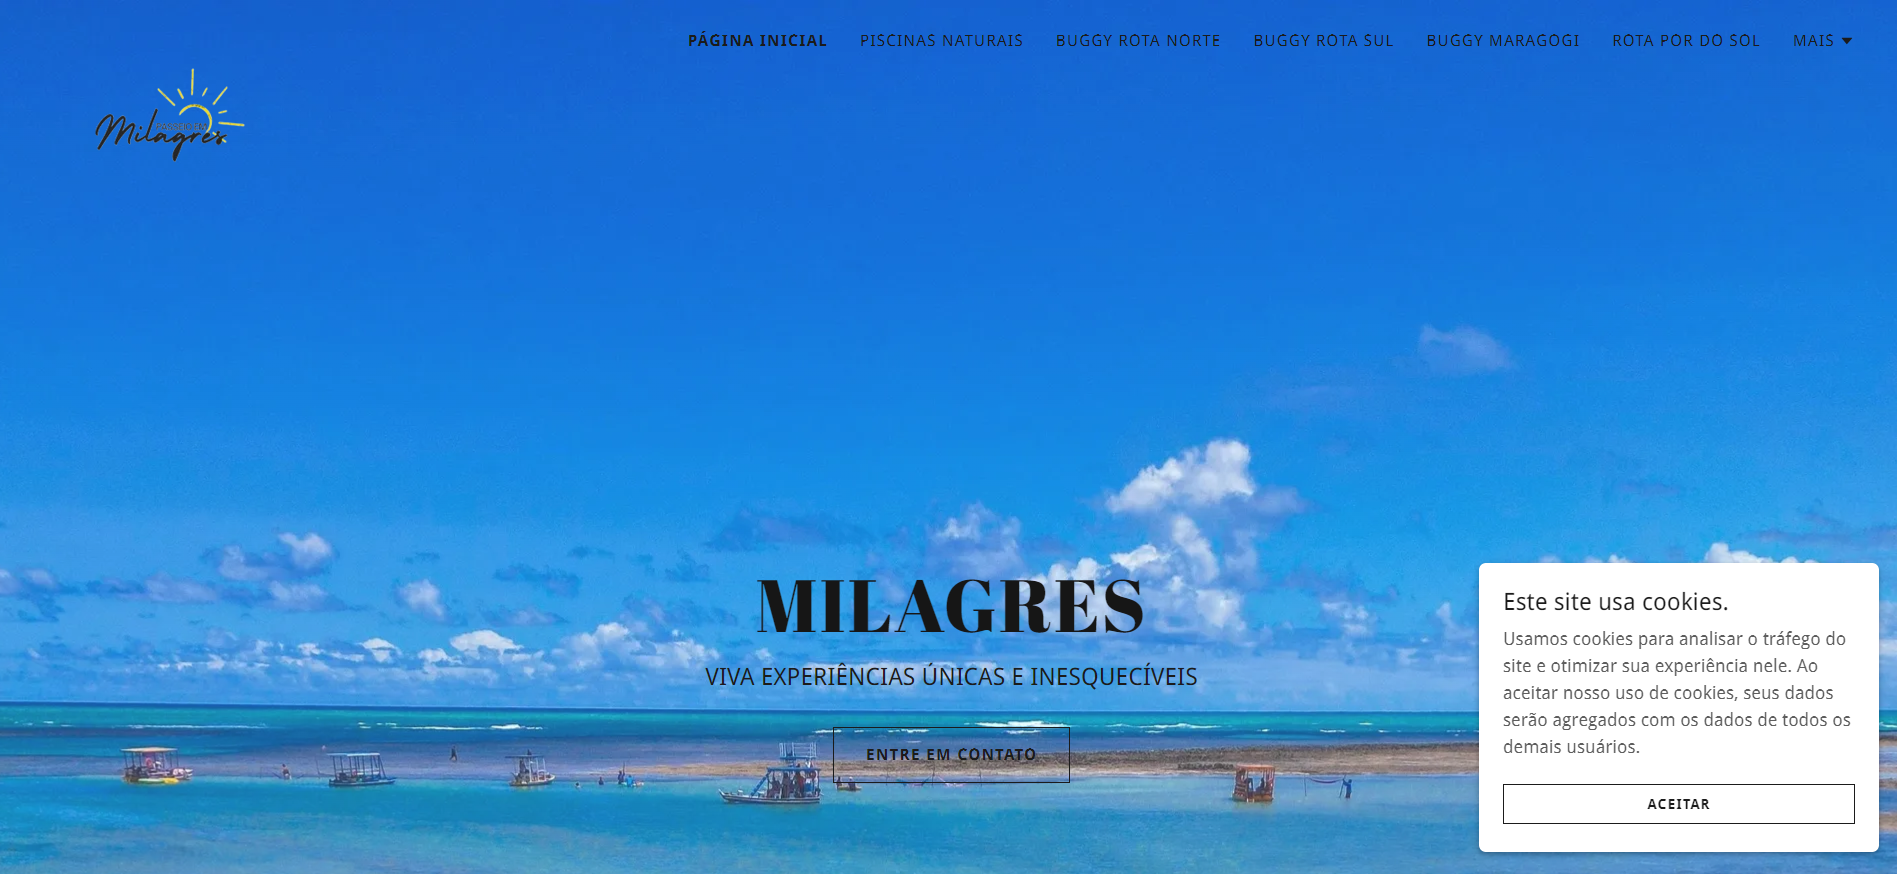 PÁGINA INICIAL PISCINAS NATURAIS BUGGY ROTA NORTE BUGGY ROTA SUL BUGGY MARAGOGI ROTA POR DO SOL MAIS
Milagres
MILAGRES
VIVA EXPERIÊNCIAS ÚNICAS E INESQUECÍVEIS
ENTRE EM CONTATO
Este site usa cookies.
Usamos cookies para analisar o tráfego do
site e otimizar sua experiência nele. Ao
aceitar nosso uso de cookies, seus dados
serão agregados com os dados de todos os
demais usuários.
ACEITAR